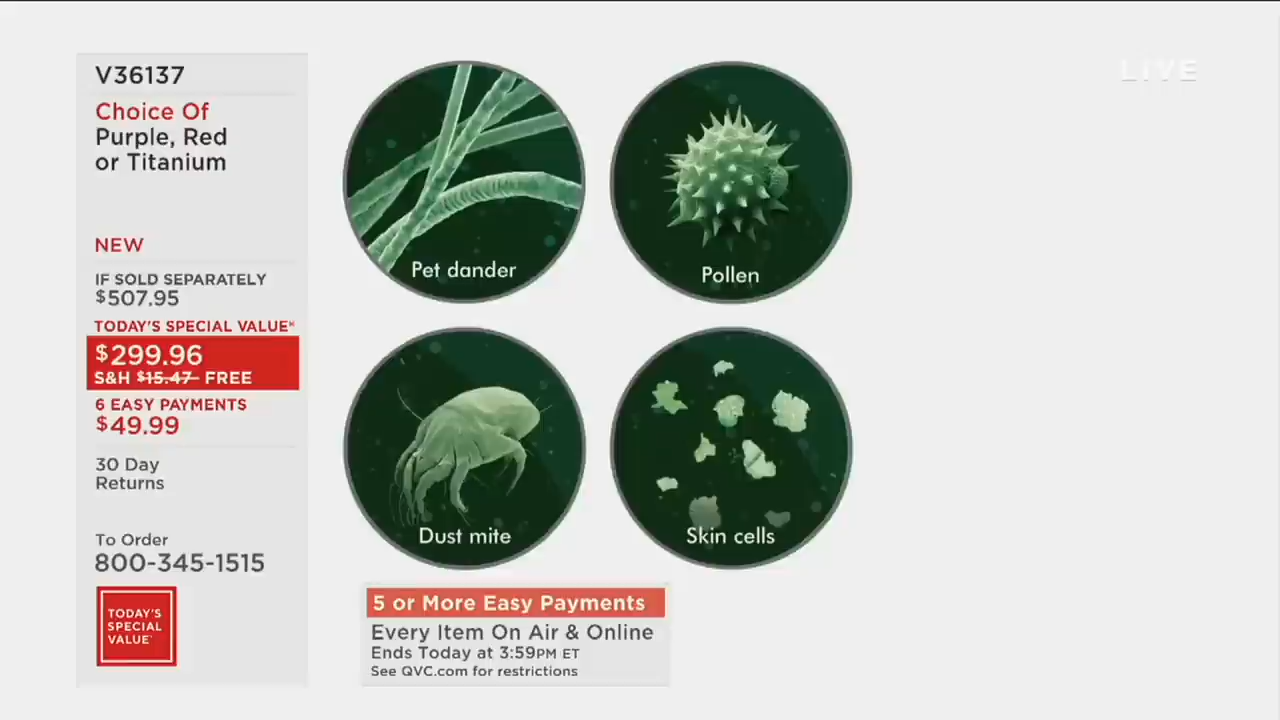 V36137
Choice Of
Purple, Red
or Titanium
NEW
IF SOLD SEPARATELY
$507.95
TODAY'S SPECIAL VALUE®
$299.96
S&H $15.47 FREE
6 EASY PAYMENTS
$49.99
30 Day
Returns
To Order
800-345-1515
TODAY'S
SPECIAL
VALUE®
Pet dander
Pollen
Dust mite
Skin cells
5 or More Easy Payments
Every Item On Air & Online
Ends Today at 3:59PM ET
See QVC.com for restrictions
LIVE